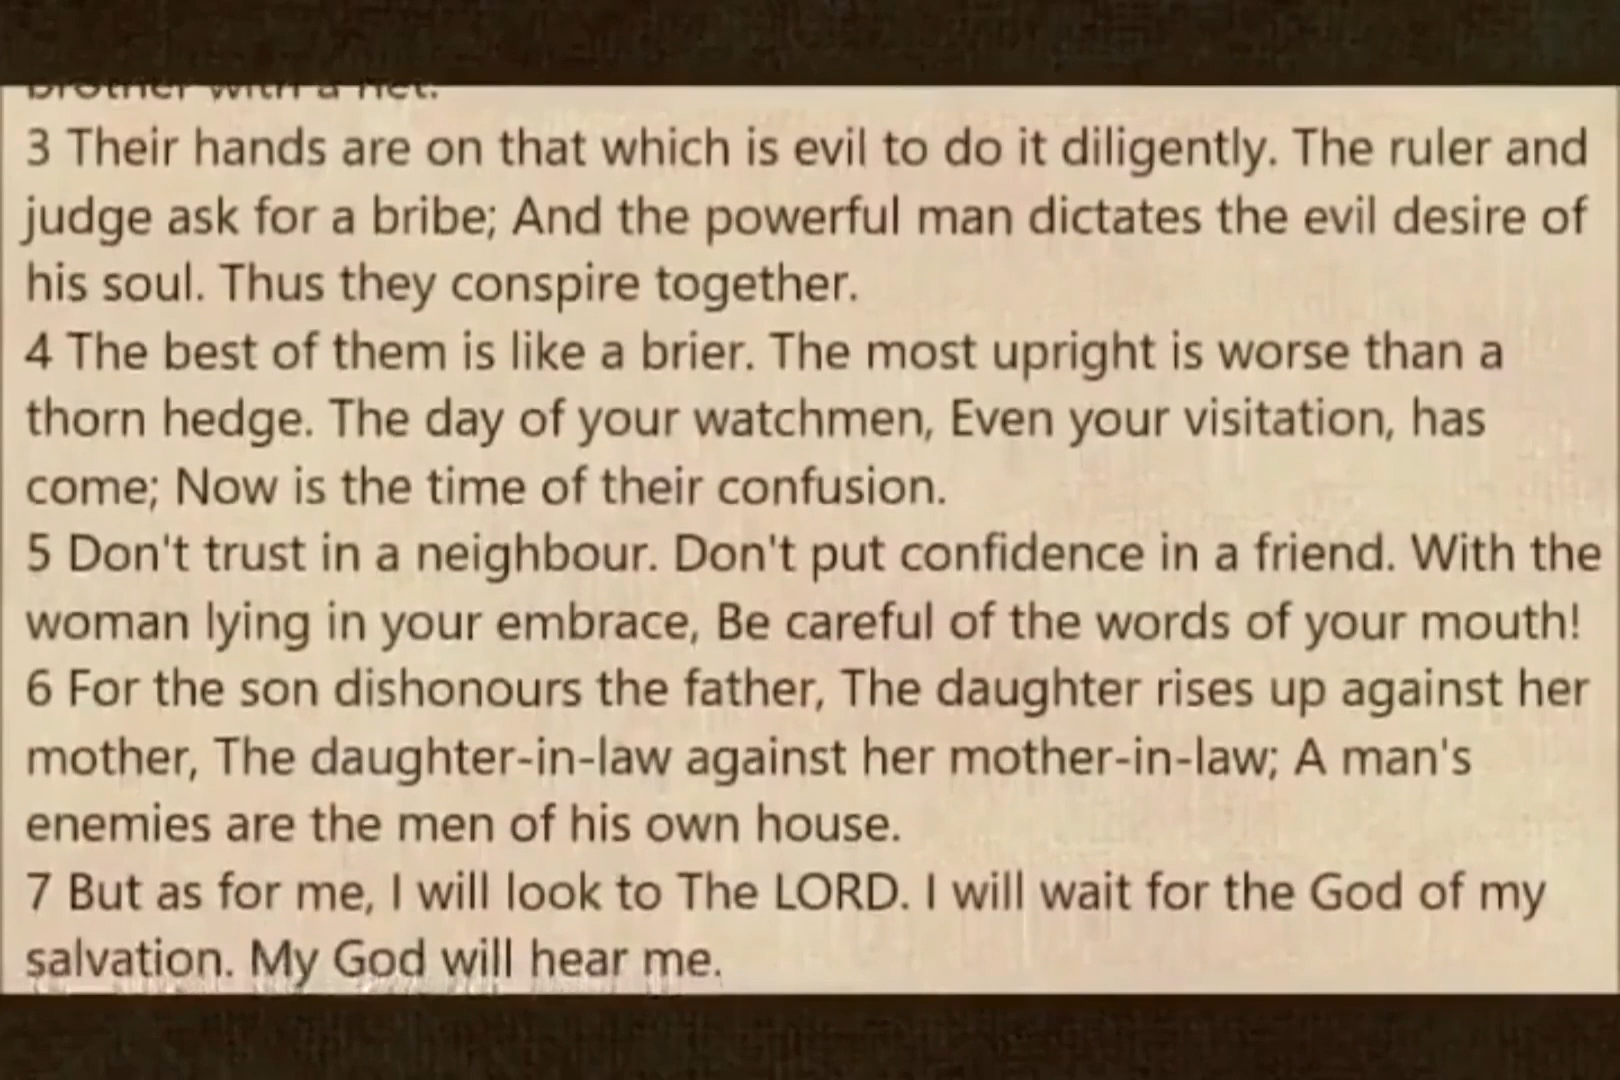 brother with a net.
3 Their hands are on that which is evil to do it diligently. The ruler and
judge ask for a bribe; And the powerful man dictates the evil desire of
his soul. Thus they conspire together.
4 The best of them is like a brier. The most upright is worse than a
thorn hedge. The day of your watchmen, Even your visitation, has
come; Now is the time of their confusion.
5 Don't trust in a neighbour. Don't put confidence in a friend. With the
woman lying in your embrace, Be careful of the words of your mouth!
6 For the son dishonours the father, The daughter rises up against her
mother, The daughter-in-law against her mother-in-law; A man's
enemies are the men of his own house.
7 But as for me, I will look to The LORD. I will wait for the God of my
salvation. My God will hear me.